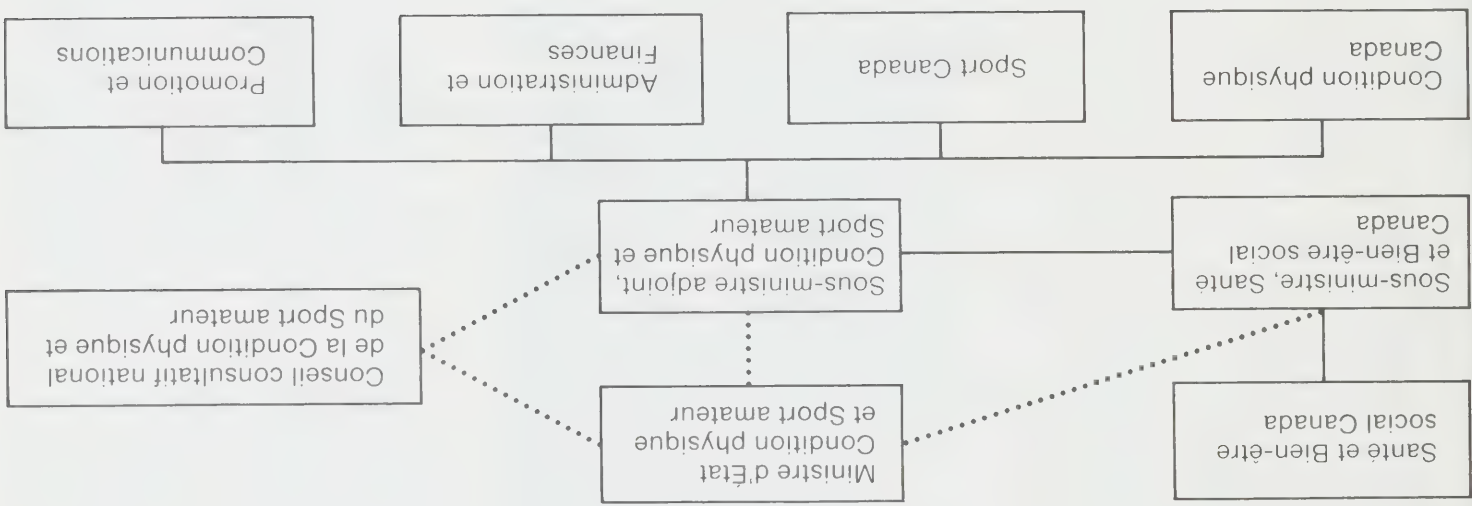 Santé et Bien-être
social Canada
Ministre d'État
Condition physique
et Sport amateur
Conseil consultatif national
de la Condition physique et
du Sport amateur
Sous-ministre, Santé
et Bien-être social
Canada
Sous-ministre adjoint,
Condition physique et
Sport amateur
Condition physique
Canada
Sport Canada
Administration et
Finances
Promotion et
Communications